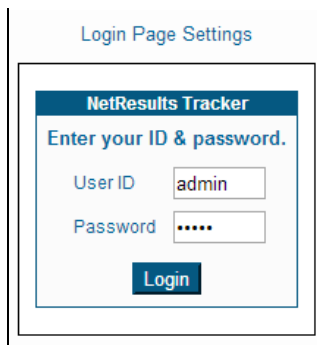 Login Page Settings
NetResults Tracker
Enter your ID & password.
User ID admin
Password •••••
Login